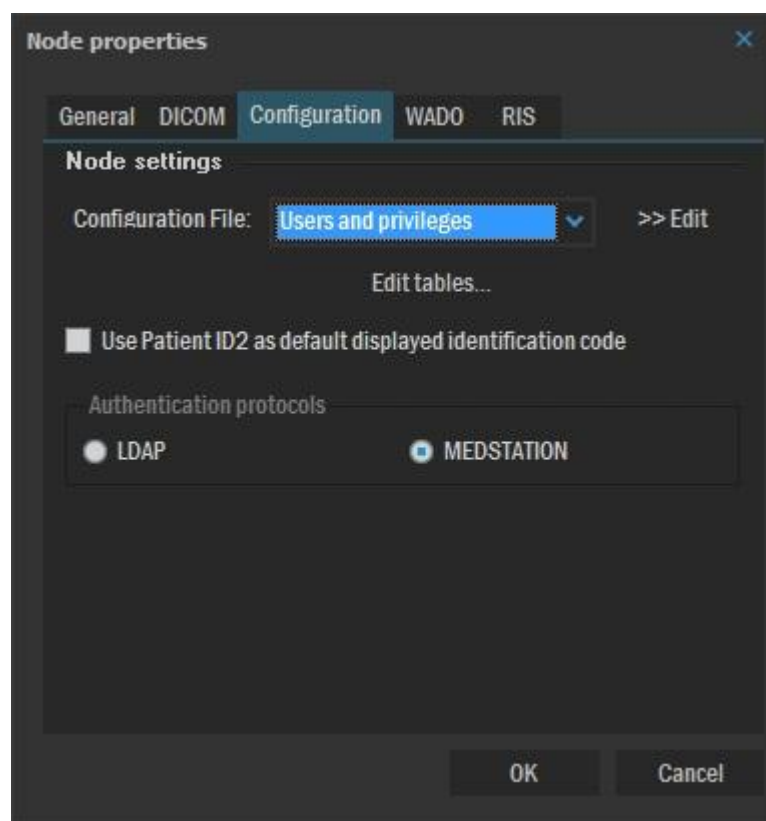 Node properties
General DICOM Configuration WADO RIS
Node settings
Configuration File: Users and privileges >> Edit
Edit tables...
Use Patient ID2 as default displayed identification code
Authentication protocols
LDAP MEDSTATION
OK Cancel